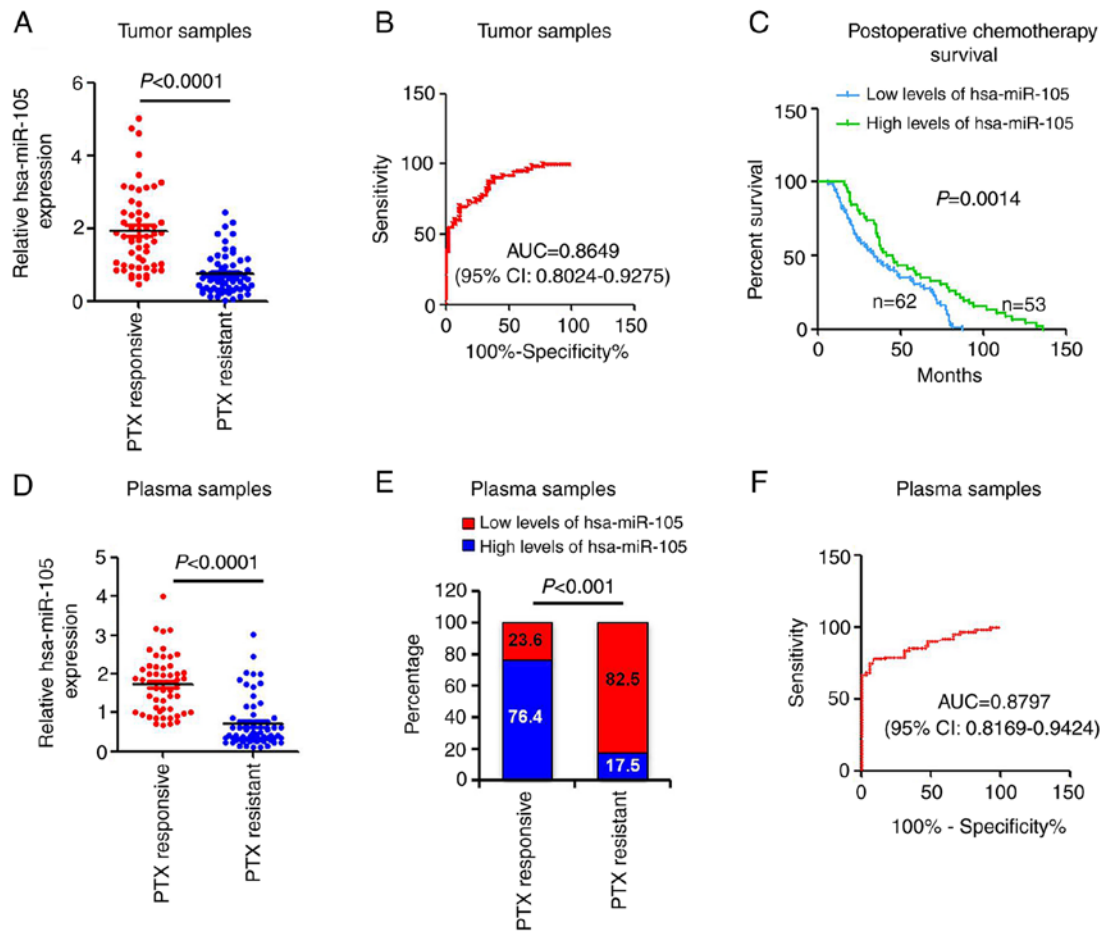 A
Tumor samples
P<0.0001
Relative hsa-miR-105
expression
6
4
2
0
PTX responsive
PTX resistant
B
Tumor samples
Sensitivity
150
100
50
0
AUC=0.8649
(95% CI: 0.8024-0.9275)
0
50
100
150
100%-Specificity%
C
Postoperative chemotherapy
survival
Low levels of hsa-miR-105
High levels of hsa-miR-105
Percent survival
150
100
50
0
P=0.0014
n=62
n=53
0
50
100
150
Months
D
Plasma samples
P<0.0001
Relative hsa-miR-105
expression
5
4
3
2
1
0
PTX responsive
PTX resistant
E
Plasma samples
Low levels of hsa-miR-105
High levels of hsa-miR-105
P<0.001
Percentage
120
100
80
60
40
20
0
23.6
76.4
82.5
17.5
PTX responsive
PTX resistant
F
Plasma samples
Sensitivity
150
100
50
0
AUC=0.8797
(95% CI: 0.8169-0.9424)
0
50
100
150
100% - Specificity%